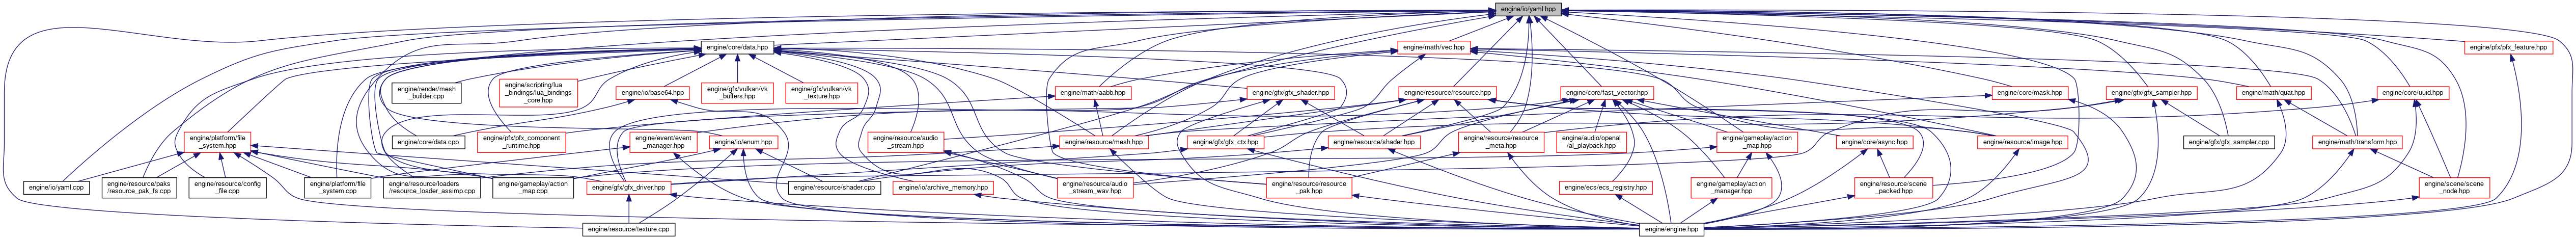 engine/io/yaml.hpp
engine/core/data.hpp
engine/math/vec.hpp
engine/pfx/pfx_feature.hpp
engine/render/mesh
_builder.cpp
engine/scripting/lua
_bindings/lua_bindings
_core.hpp
engine/io/base64.hpp
engine/gfx/vulkan/vk
_buffers.hpp
engine/gfx/vulkan/vk
_texture.hpp
engine/math/aabb.hpp
engine/gfx/gfx_shader.hpp
engine/resource/resource.hpp
engine/core/fast_vector.hpp
engine/core/mask.hpp
engine/gfx/gfx_sampler.hpp
engine/math/quat.hpp
engine/core/uuid.hpp
engine/platform/file
_system.hpp
engine/core/data.cpp
engine/pfx/pfx_component
_runtime.hpp
engine/event/event
_manager.hpp
engine/io/enum.hpp
engine/resource/audio
_stream.hpp
engine/resource/mesh.hpp
engine/gfx/gfx_ctx.hpp
engine/resource/shader.hpp
engine/resource/resource
_meta.hpp
engine/audio/openal
/al_playback.hpp
engine/gameplay/action
_map.hpp
engine/core/async.hpp
engine/resource/image.hpp
engine/gfx/gfx_sampler.cpp
engine/math/transform.hpp
engine/io/yaml.cpp
engine/resource/paks
/resource_pak_fs.cpp
engine/resource/config
_file.cpp
engine/platform/file
_system.cpp
engine/resource/loaders
/resource_loader_assimp.cpp
engine/gameplay/action
_map.cpp
engine/gfx/gfx_driver.hpp
engine/resource/shader.cpp
engine/io/archive_memory.hpp
engine/resource/audio
_stream_wav.hpp
engine/resource/resource
_pak.hpp
engine/ecs/ecs_registry.hpp
engine/gameplay/action
_manager.hpp
engine/resource/scene
_packed.hpp
engine/scene/scene
_node.hpp
engine/resource/texture.cpp
engine/engine.hpp